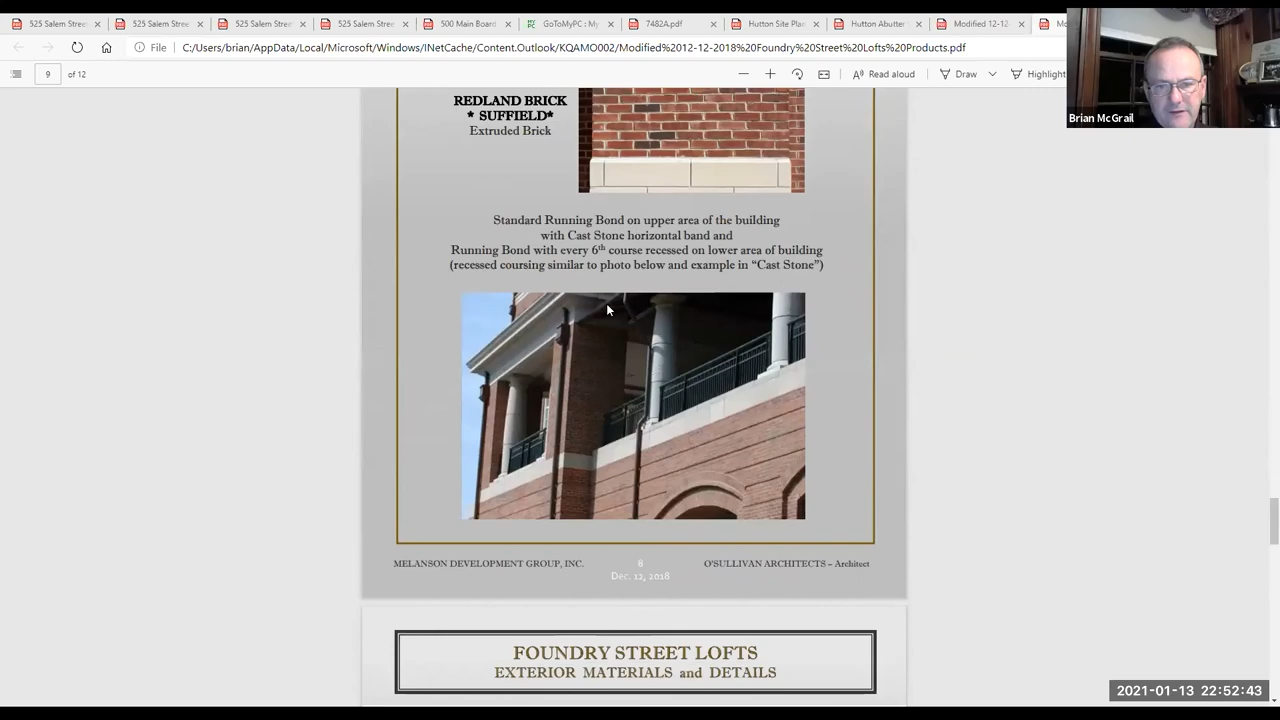 525 Salem Stree
525 Salem Stree
525 Salem Stree
525 Salem Stree
500 Main Boar
GoToMyPC : My
7482A.pdf
Hutton Site Plan
Hutton Abutter
Modified 12-12-
Mo
File
C:/Users/brian/AppData/Local/Microsoft/Windows/INetCache/Content.Outlook/KQAMO002/Modified%2012-12-2018%20Foundry%20Street%20Lofts%20Products.pdf
9 of 12
Read aloud
Draw
Highlight
Brian McGrail
REDLAND BRICK
* SUFFIELD*
Extruded Brick
Standard Running Bond on upper area of the building
with Cast Stone horizontal band and
Running Bond with every 6th course recessed on lower area of building
(recessed coursing similar to photo below and example in “Cast Stone”)
MELANSON DEVELOPMENT GROUP, INC.
8
Dec. 12, 2018
O'SULLIVAN ARCHITECTS – Architect
FOUNDRY STREET LOFTS
EXTERIOR MATERIALS and DETAILS
2021-01-13 22:52:43